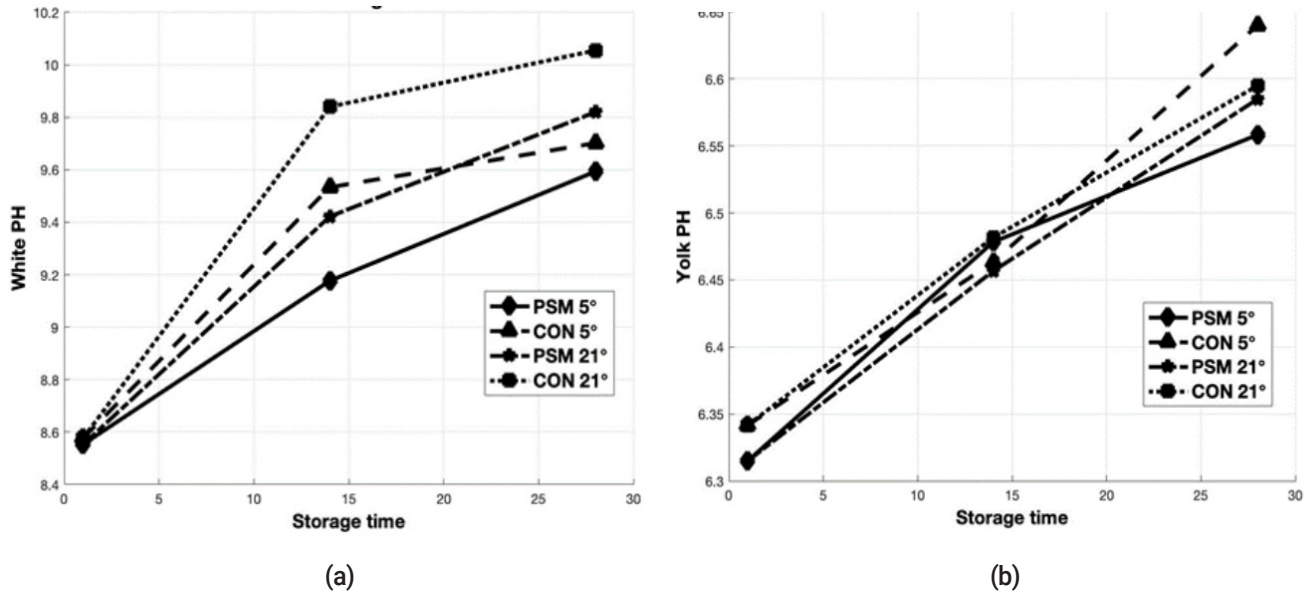 10.2
10
9.8
9.6
9.4
9.2
9
8.8
8.6
8.4
White PH
0 5 10 15 20 25 30
Storage time
PSM 5°
CON 5°
PSM 21°
CON 21°
(a)
6.65
6.6
6.55
6.5
6.45
6.4
6.35
6.3
Yolk PH
0 5 10 15 20 25 30
Storage time
PSM 5°
CON 5°
PSM 21°
CON 21°
(b)